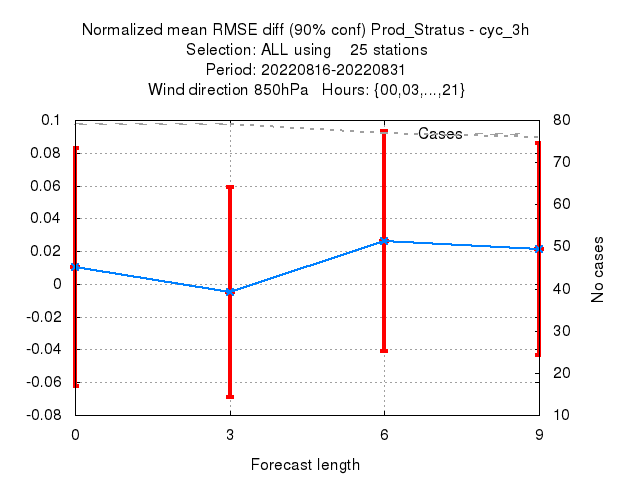 Normalized mean RMSE diff (90% conf) Prod_Stratus - cyc_3h
Selection: ALL using    25 stations
Period: 20220816-20220831
Wind direction 850hPa   Hours: {00,03,...,21}
0.1
0.08
0.06
0.04
0.02
0
-0.02
-0.04
-0.06
-0.08
Cases
80
70
60
50
40
30
20
10
No cases
0 3 6 9
Forecast length